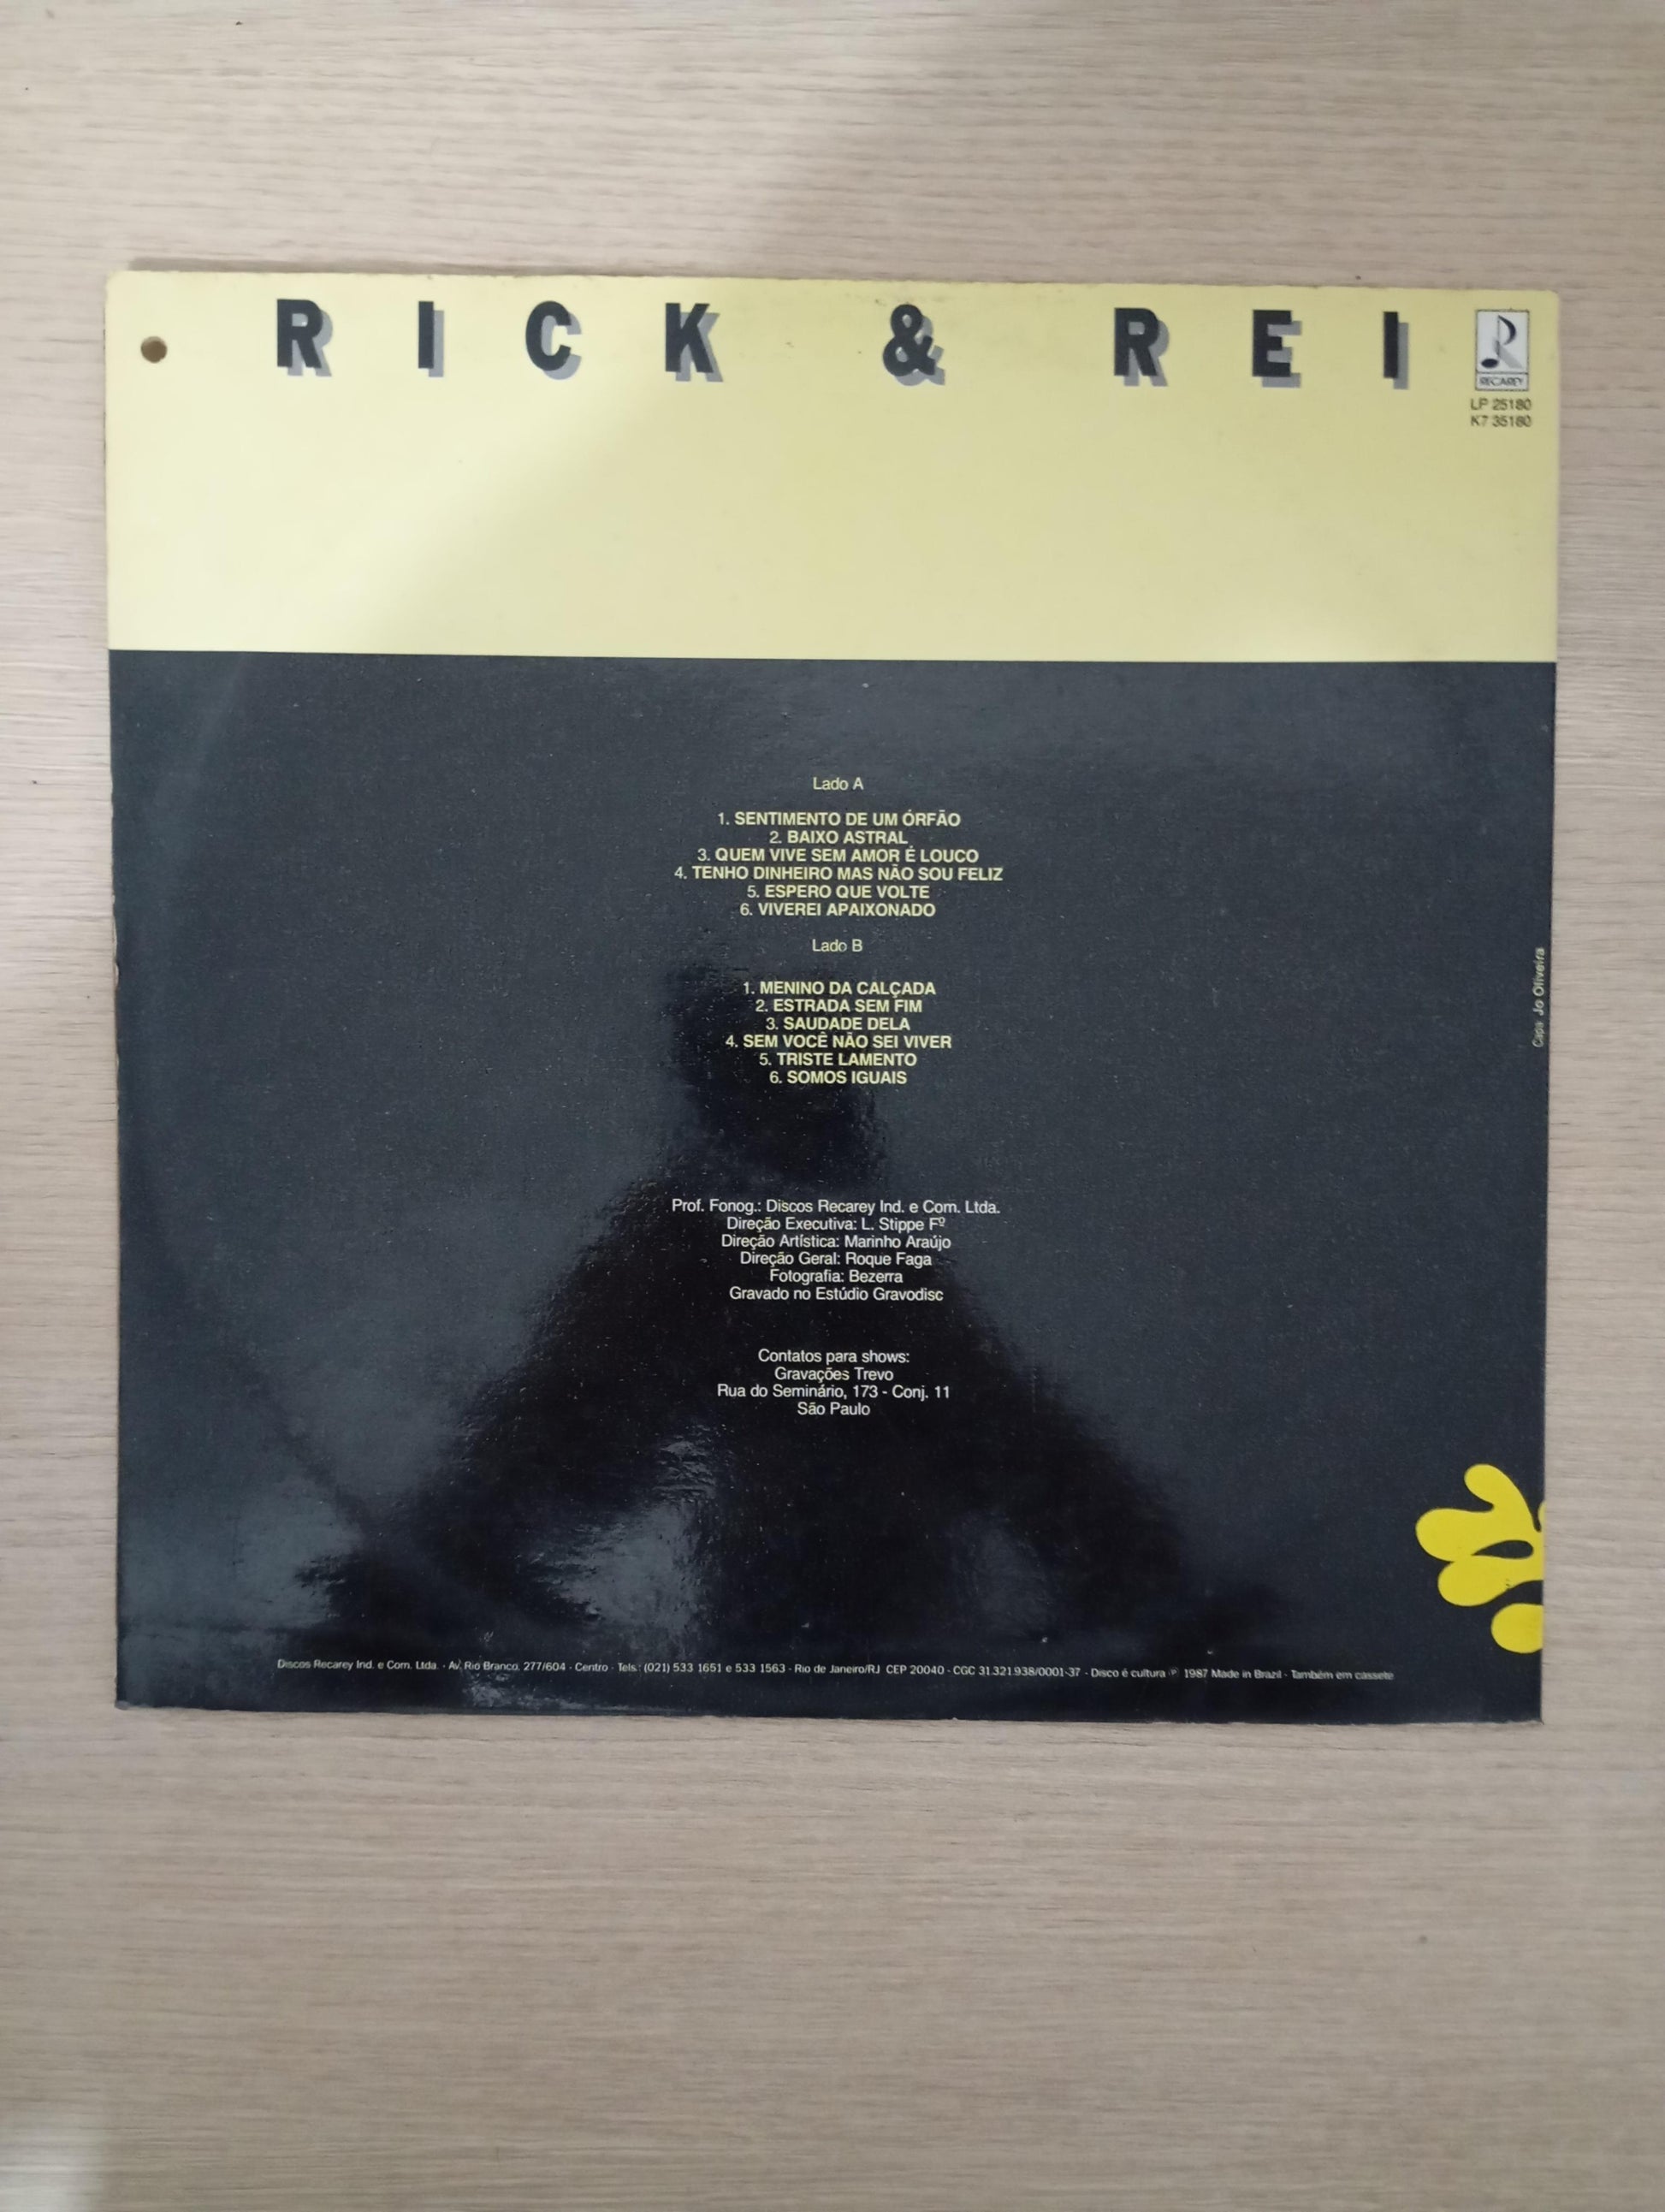 RICK & REI
RECAREY
LP 25180
K7 35180
Lado A
1. SENTIMENTO DE UM ÓRFÃO
2. BAIXO ASTRAL
3. QUEM VIVE SEM AMOR É LOUCO
4. TENHO DINHEIRO MAS NÃO SOU FELIZ
5. ESPERO QUE VOLTE
6. VIVEREI APAIXONADO
Lado B
1. MENINO DA CALÇADA
2. ESTRADA SEM FIM
3. SAUDADE DELA
4. SEM VOCÊ NÃO SEI VIVER
5. TRISTE LAMENTO
6. SOMOS IGUAIS
Capa Jo Oliveira
Prof. Fonog.: Discos Recarey Ind. e Com. Ltda.
Direção Executiva: L. Stippe Fº
Direção Artística: Marinho Araújo
Direção Geral: Roque Faga
Fotografia: Bezerra
Gravado no Estúdio Gravodisc
Contatos para shows:
Gravações Trevo
Rua do Seminário, 173 - Conj. 11
São Paulo
Discos Recarey Ind. e Com. Ltda. - Av. Rio Branco, 277/604 - Centro - Tels.: (021) 533 1651 e 533 1563 - Rio de Janeiro/RJ CEP 20040 - CGC 31.321.938/0001-37 - Disco é cultura ℗ 1987 Made in Brazil - Também em cassete